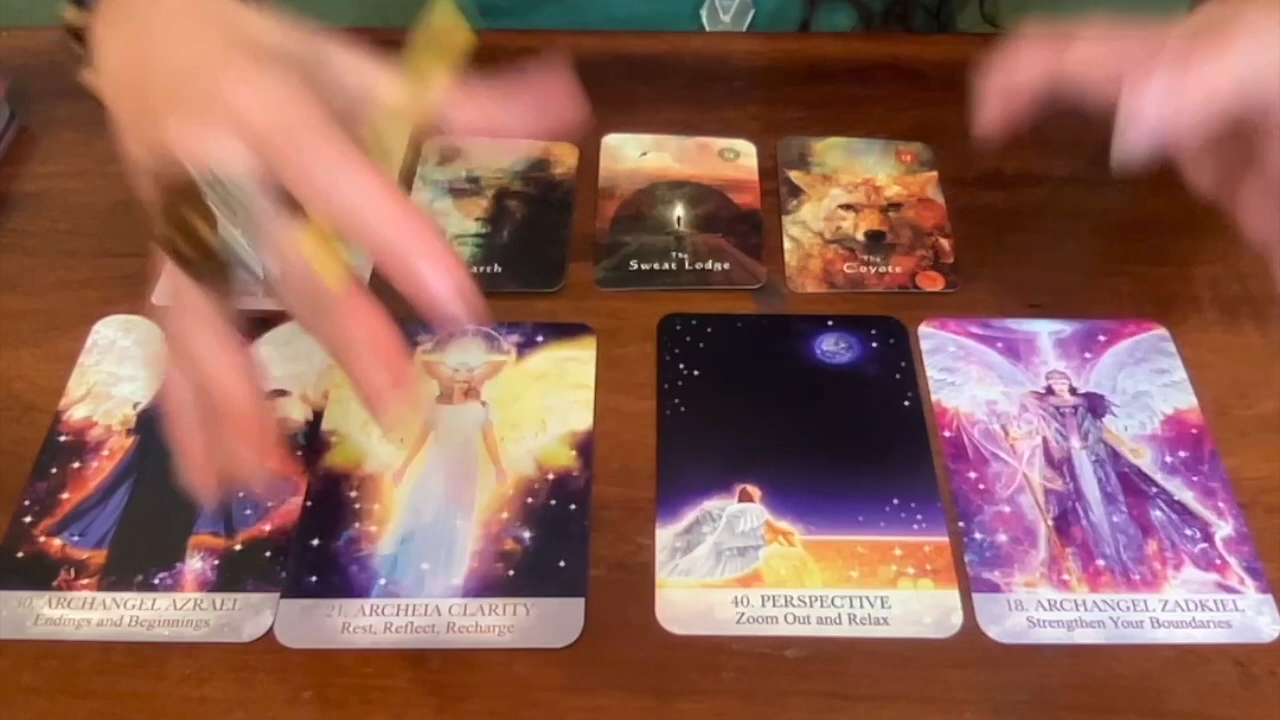 The
Sweat Lodge
The
Coyote
30. ARCHANGEL AZRAEL
Endings and Beginnings
21. ARCHEIA CLARITY
Rest, Reflect, Recharge
40. PERSPECTIVE
Zoom Out and Relax
18. ARCHANGEL ZADKIEL
Strengthen Your Boundaries